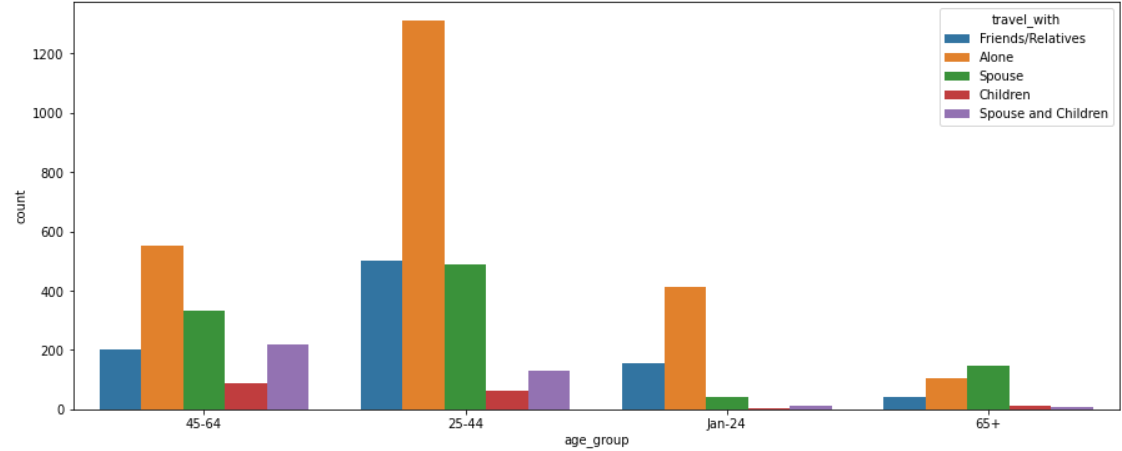 travel_with
Friends/Relatives
Alone
Spouse
Children
Spouse and Children
count
1200
1000
800
600
400
200
0
45-64 25-44 Jan-24 65+
age_group